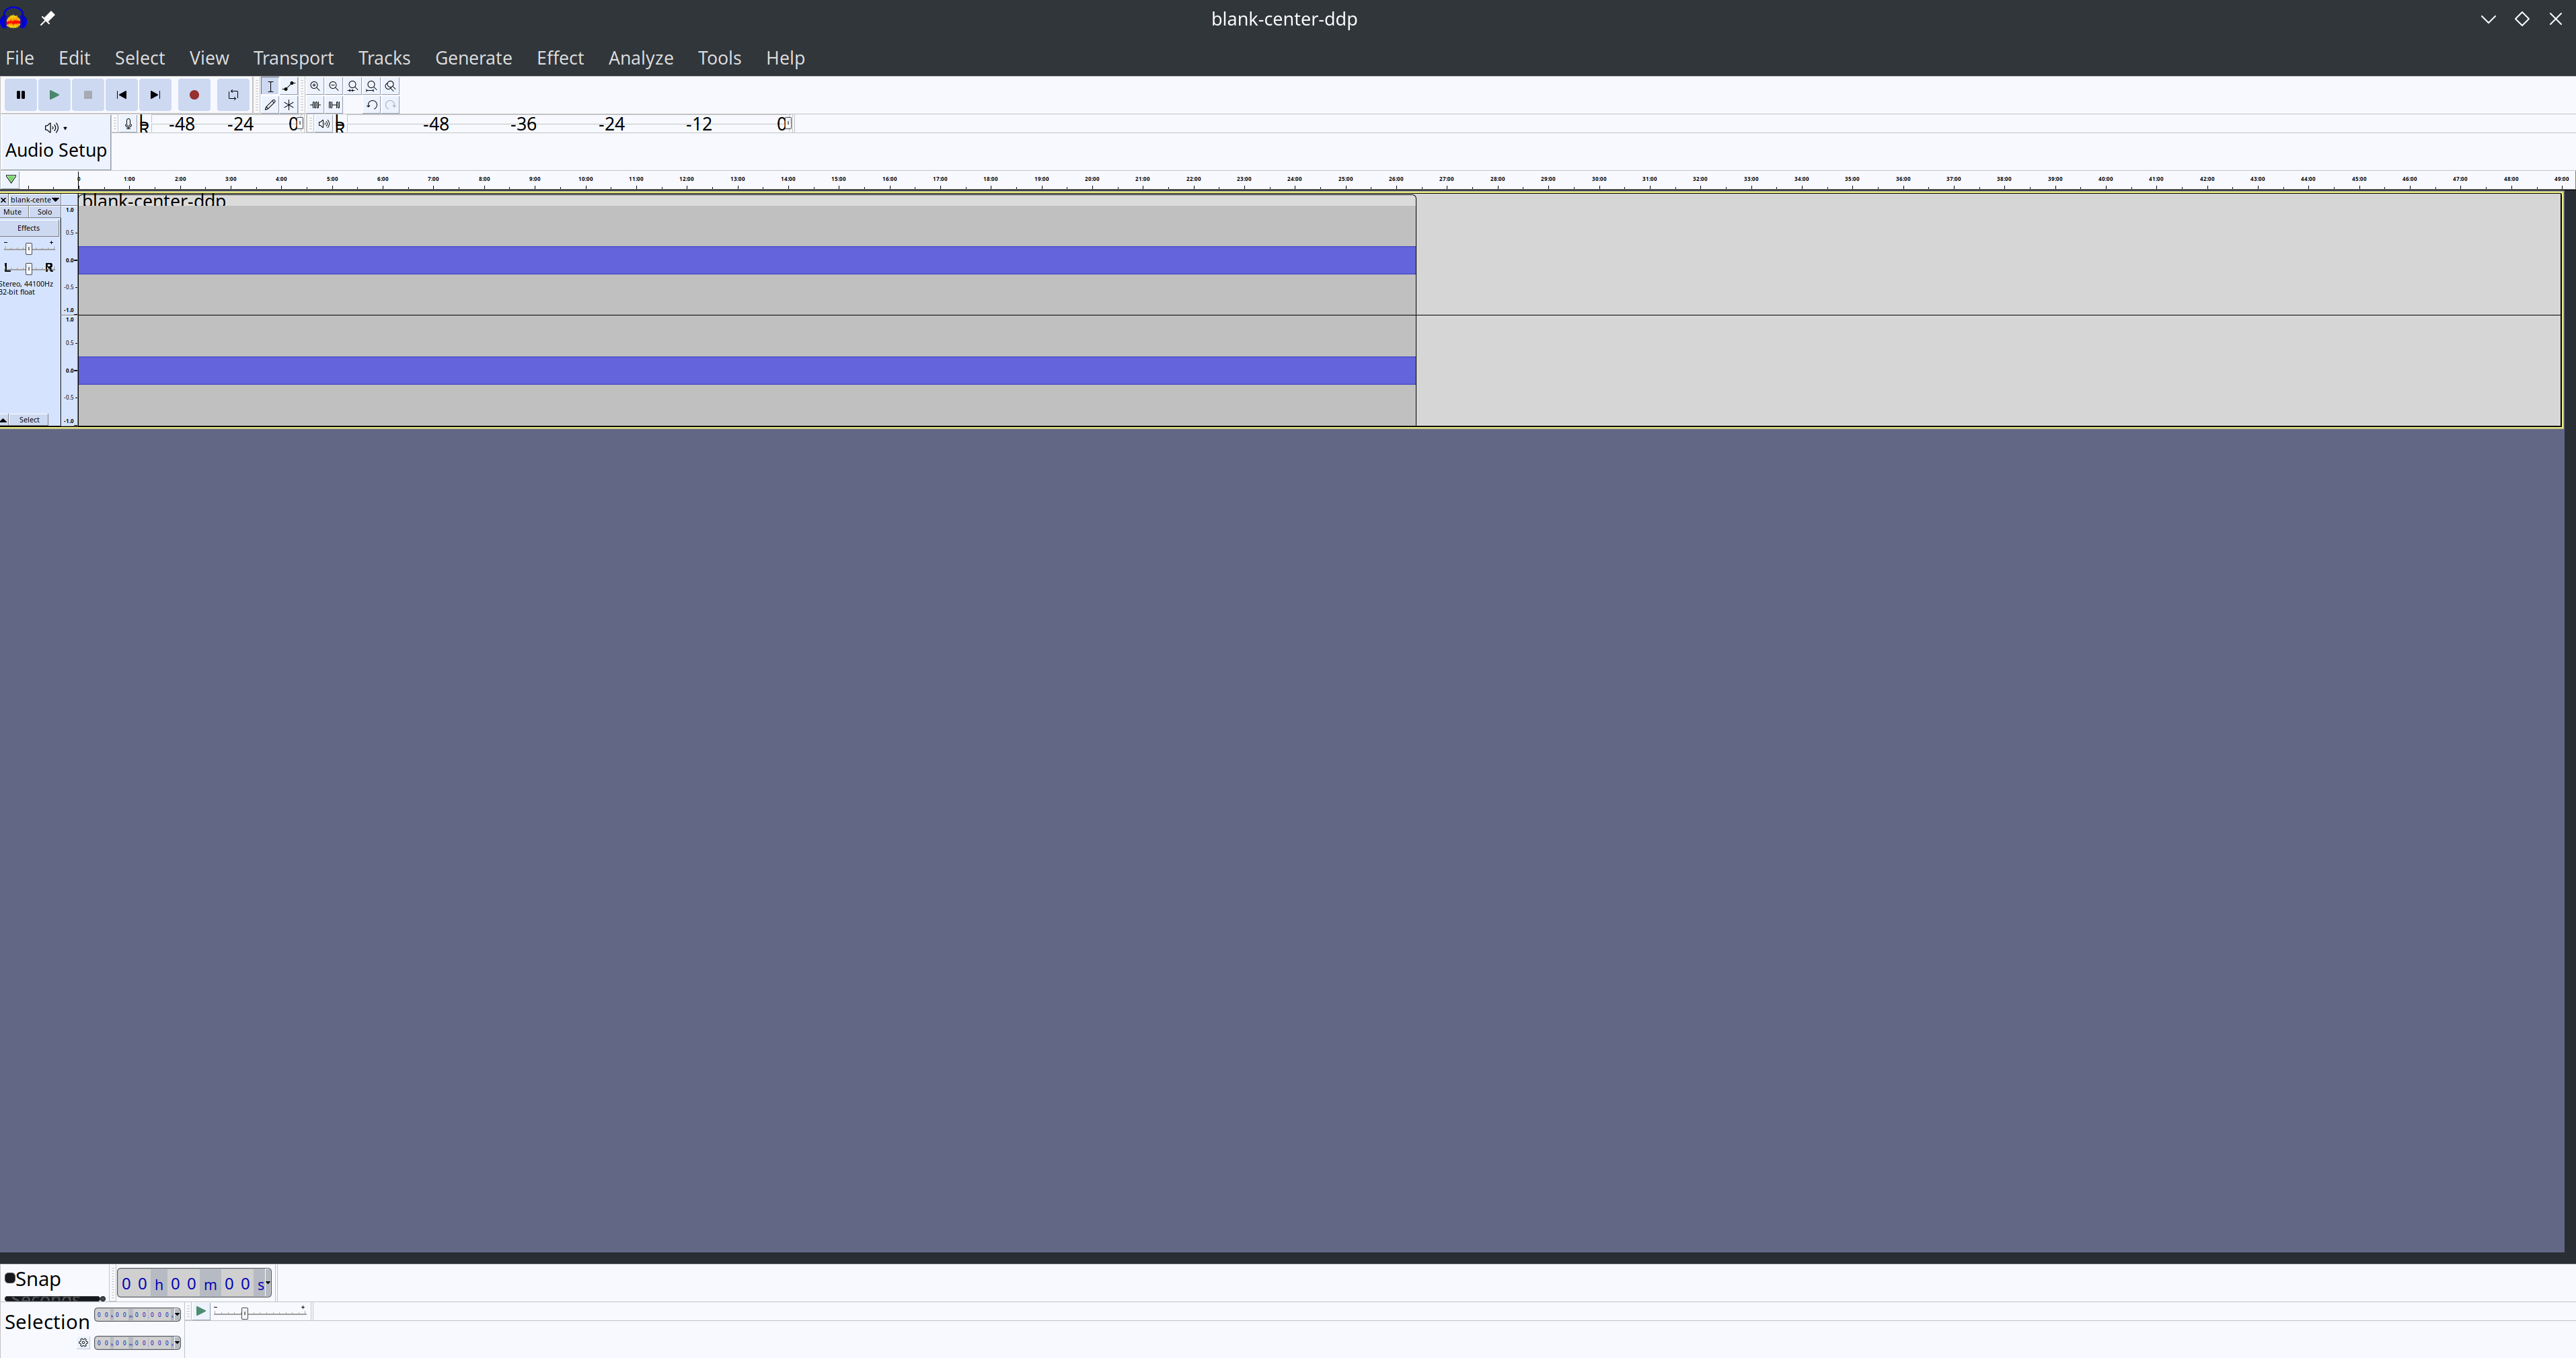 blank-center-ddp
File Edit Select View Transport Tracks Generate Effect Analyze Tools Help
-48 -24 0 -48 -36 -24 -12 0
Audio Setup
0 1:00 2:00 3:00 4:00 5:00 6:00 7:00 8:00 9:00 10:00 11:00 12:00 13:00 14:00 15:00 16:00 17:00 18:00 19:00 20:00 21:00 22:00 23:00 24:00 25:00 26:00 27:00 28:00 29:00 30:00 31:00 32:00 33:00 34:00 35:00 36:00 37:00 38:00 39:00 40:00 41:00 42:00 43:00 44:00 45:00 46:00 47:00 48:00 49:00
blank-cente blank-center-ddp
Mute Solo 1.0
Effects 0.5
- +
0.0
L R
Stereo, 44100Hz -0.5
32-bit float
-1.0
1.0
0.5
0.0
-0.5
Select -1.0
Snap 00h00m00s
Seconds
Selection
- +